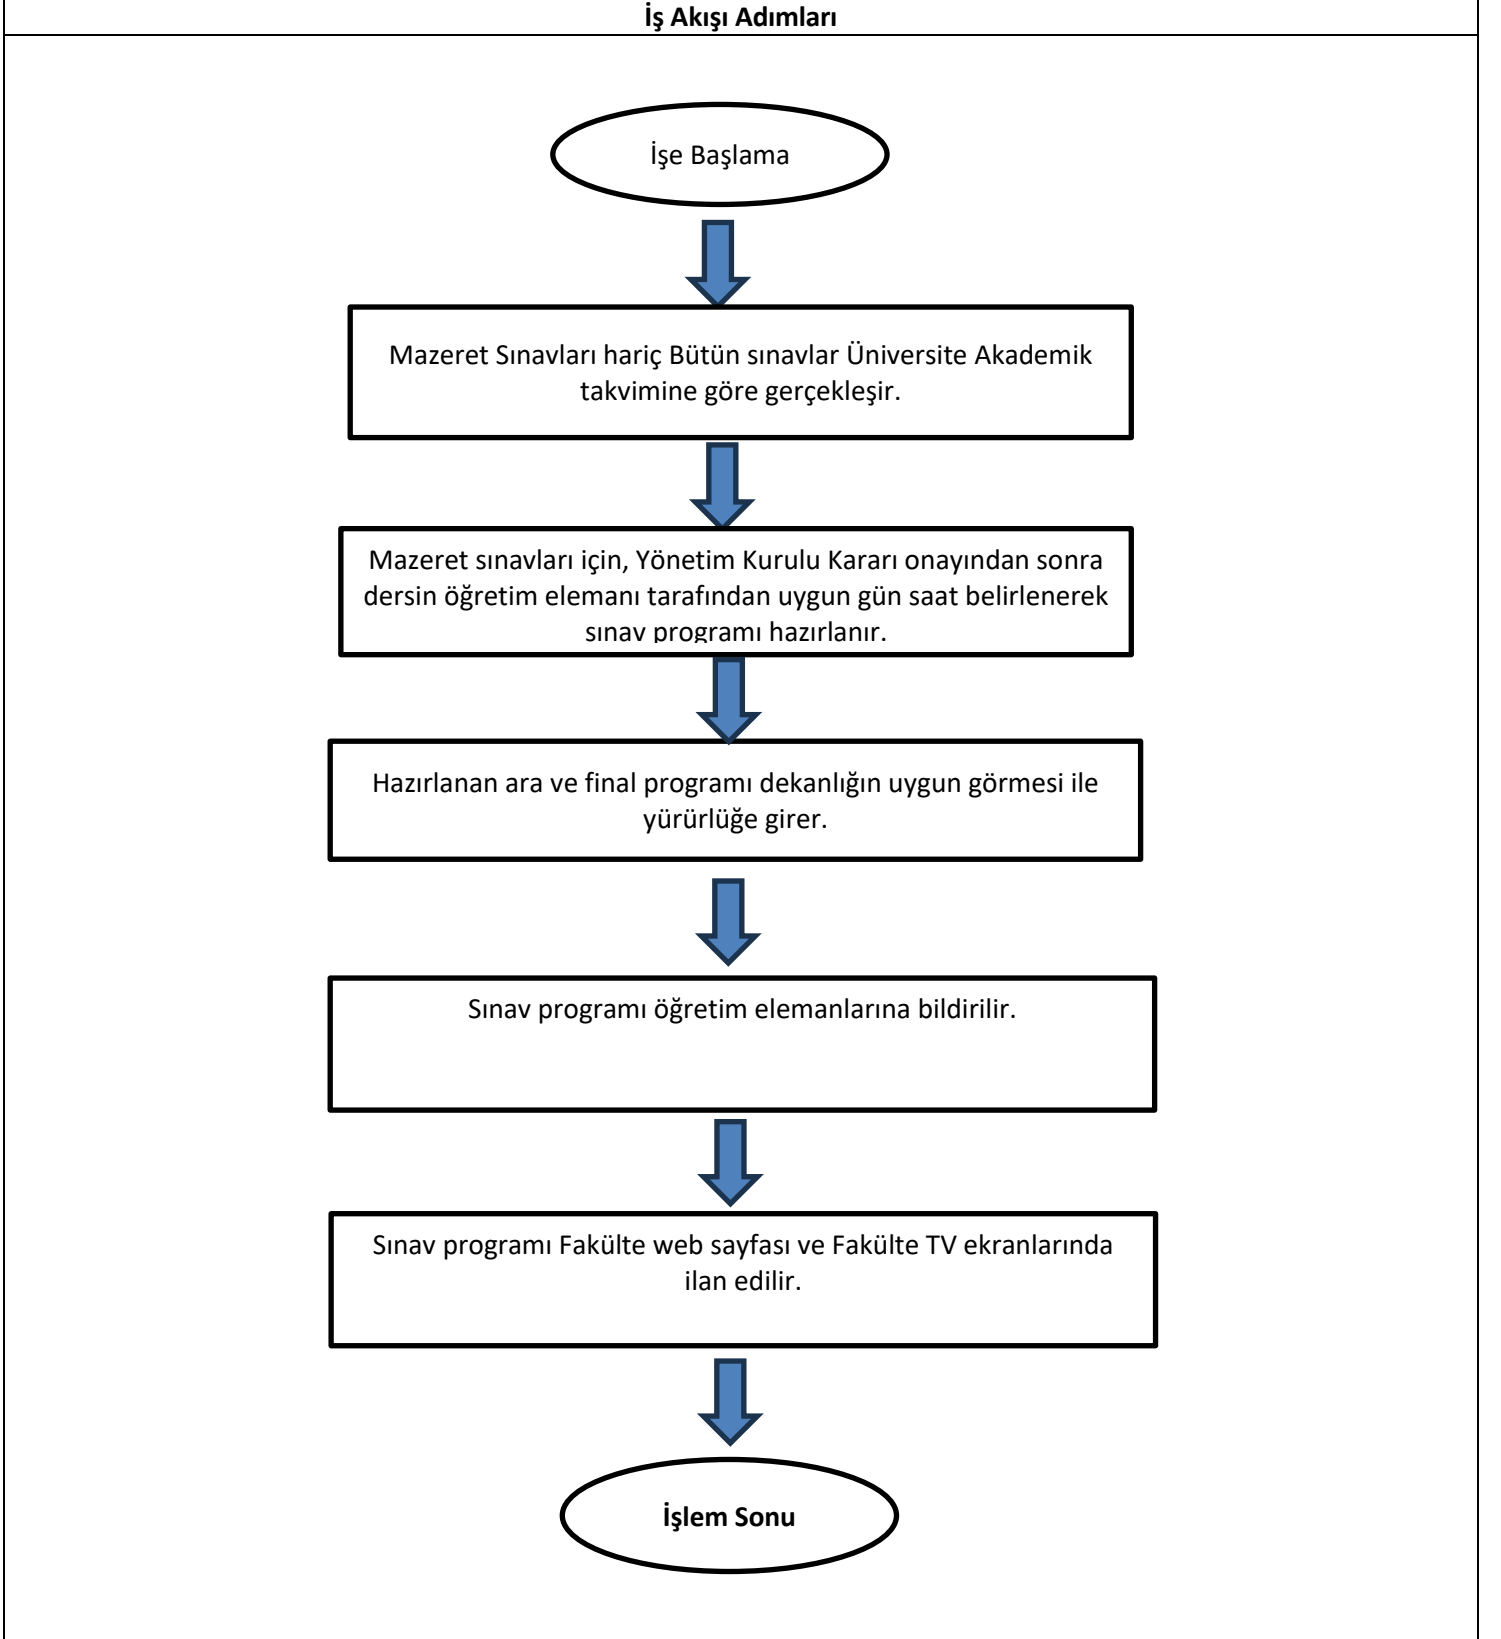 İş Akışı Adımları
İşe Başlama
Mazeret Sınavları hariç Bütün sınavlar Üniversite Akademik
takvimine göre gerçekleşir.
Mazeret sınavları için, Yönetim Kurulu Kararı onayından sonra
dersin öğretim elemanı tarafından uygun gün saat belirlenerek
sınav programı hazırlanır.
Hazırlanan ara ve final programı dekanlığın uygun görmesi ile
yürürlüğe girer.
Sınav programı öğretim elemanlarına bildirilir.
Sınav programı Fakülte web sayfası ve Fakülte TV ekranlarında
ilan edilir.
İşlem Sonu